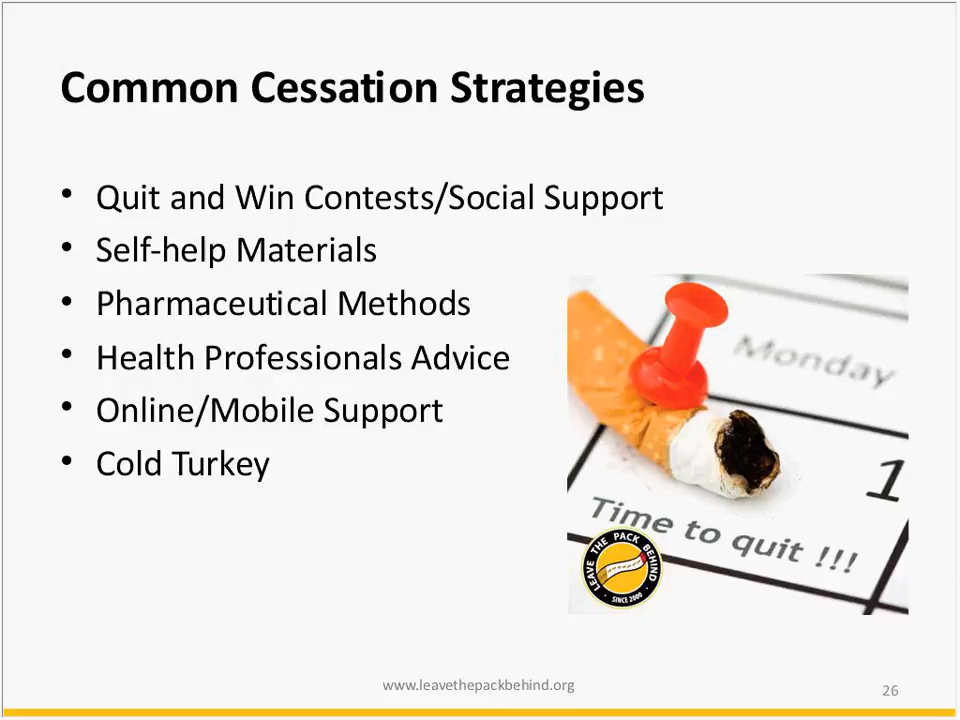 Common Cessation Strategies
• Quit and Win Contests/Social Support
• Self-help Materials
• Pharmaceutical Methods
• Health Professionals Advice
• Online/Mobile Support
• Cold Turkey
Monday
1
Time to quit !!!
LEAVE THE PACK BEHIND
· SINCE 2000 ·
www.leavethepackbehind.org
26